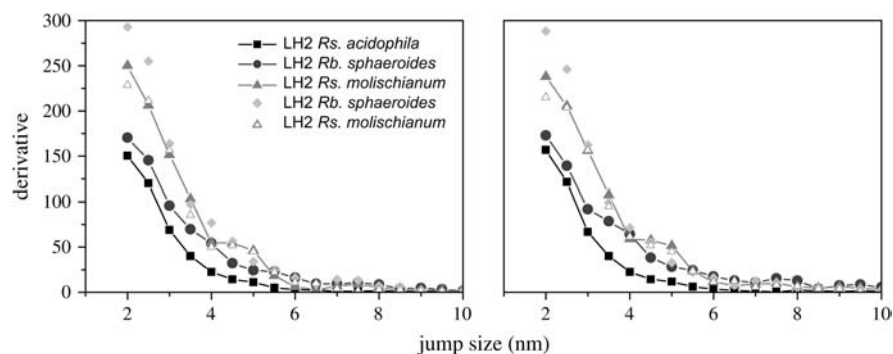 300
250
200
150
100
50
0
derivative
LH2 Rs. acidophila
LH2 Rb. sphaeroides
LH2 Rs. molischianum
LH2 Rb. sphaeroides
LH2 Rs. molischianum
2 4 6 8 10 2 4 6 8 10
jump size (nm)